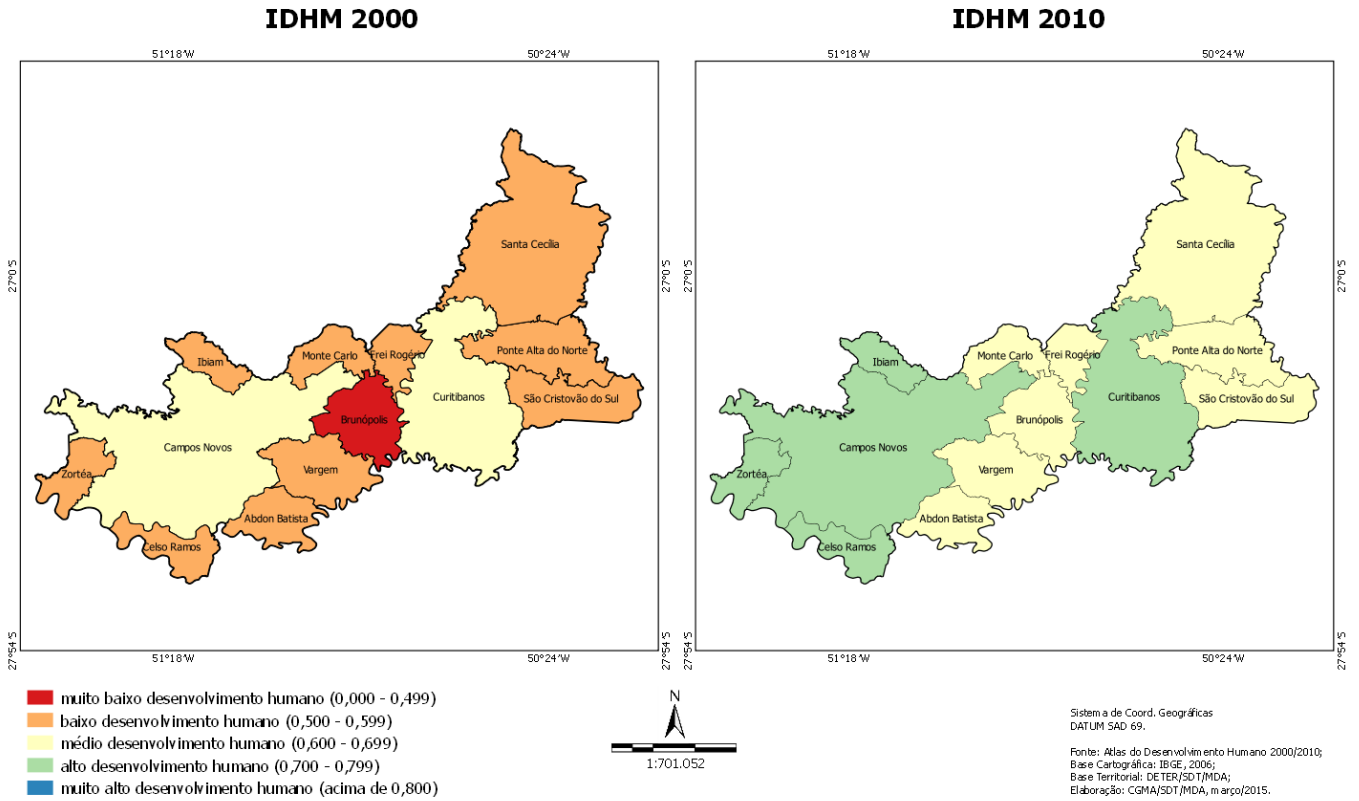 IDHM 2000
IDHM 2010
51°18'W
50°24'W
51°18'W
50°24'W
27°0'S
27°0'S
27°0'S
Santa Cecília
Ibiam
Monte Carlo
Frei Rogério
Ponte Alta do Norte
Curitibanos
São Cristovão do Sul
Brunópolis
Campos Novos
Vargem
Zortéa
Abdon Batista
Celso Ramos
Santa Cecília
Ibiam
Monte Carlo
Frei Rogério
Ponte Alta do Norte
Curitibanos
São Cristovão do Sul
Brunópolis
Campos Novos
Vargem
Zortéa
Abdon Batista
Celso Ramos
27°54'S
27°54'S
27°54'S
51°18'W
50°24'W
51°18'W
50°24'W
muito baixo desenvolvimento humano (0,000 - 0,499)
baixo desenvolvimento humano (0,500 - 0,599)
médio desenvolvimento humano (0,600 - 0,699)
alto desenvolvimento humano (0,700 - 0,799)
muito alto desenvolvimento humano (acima de 0,800)
N
1:701.052
Sistema de Coord. Geográficas
DATUM SAD 69.
Fonte: Atlas do Desenvolvimento Humano 2000/2010;
Base Cartográfica: IBGE, 2006;
Base Territorial: DETER/SDT/MDA;
Elaboração: CGMA/SDT/MDA, março/2015.